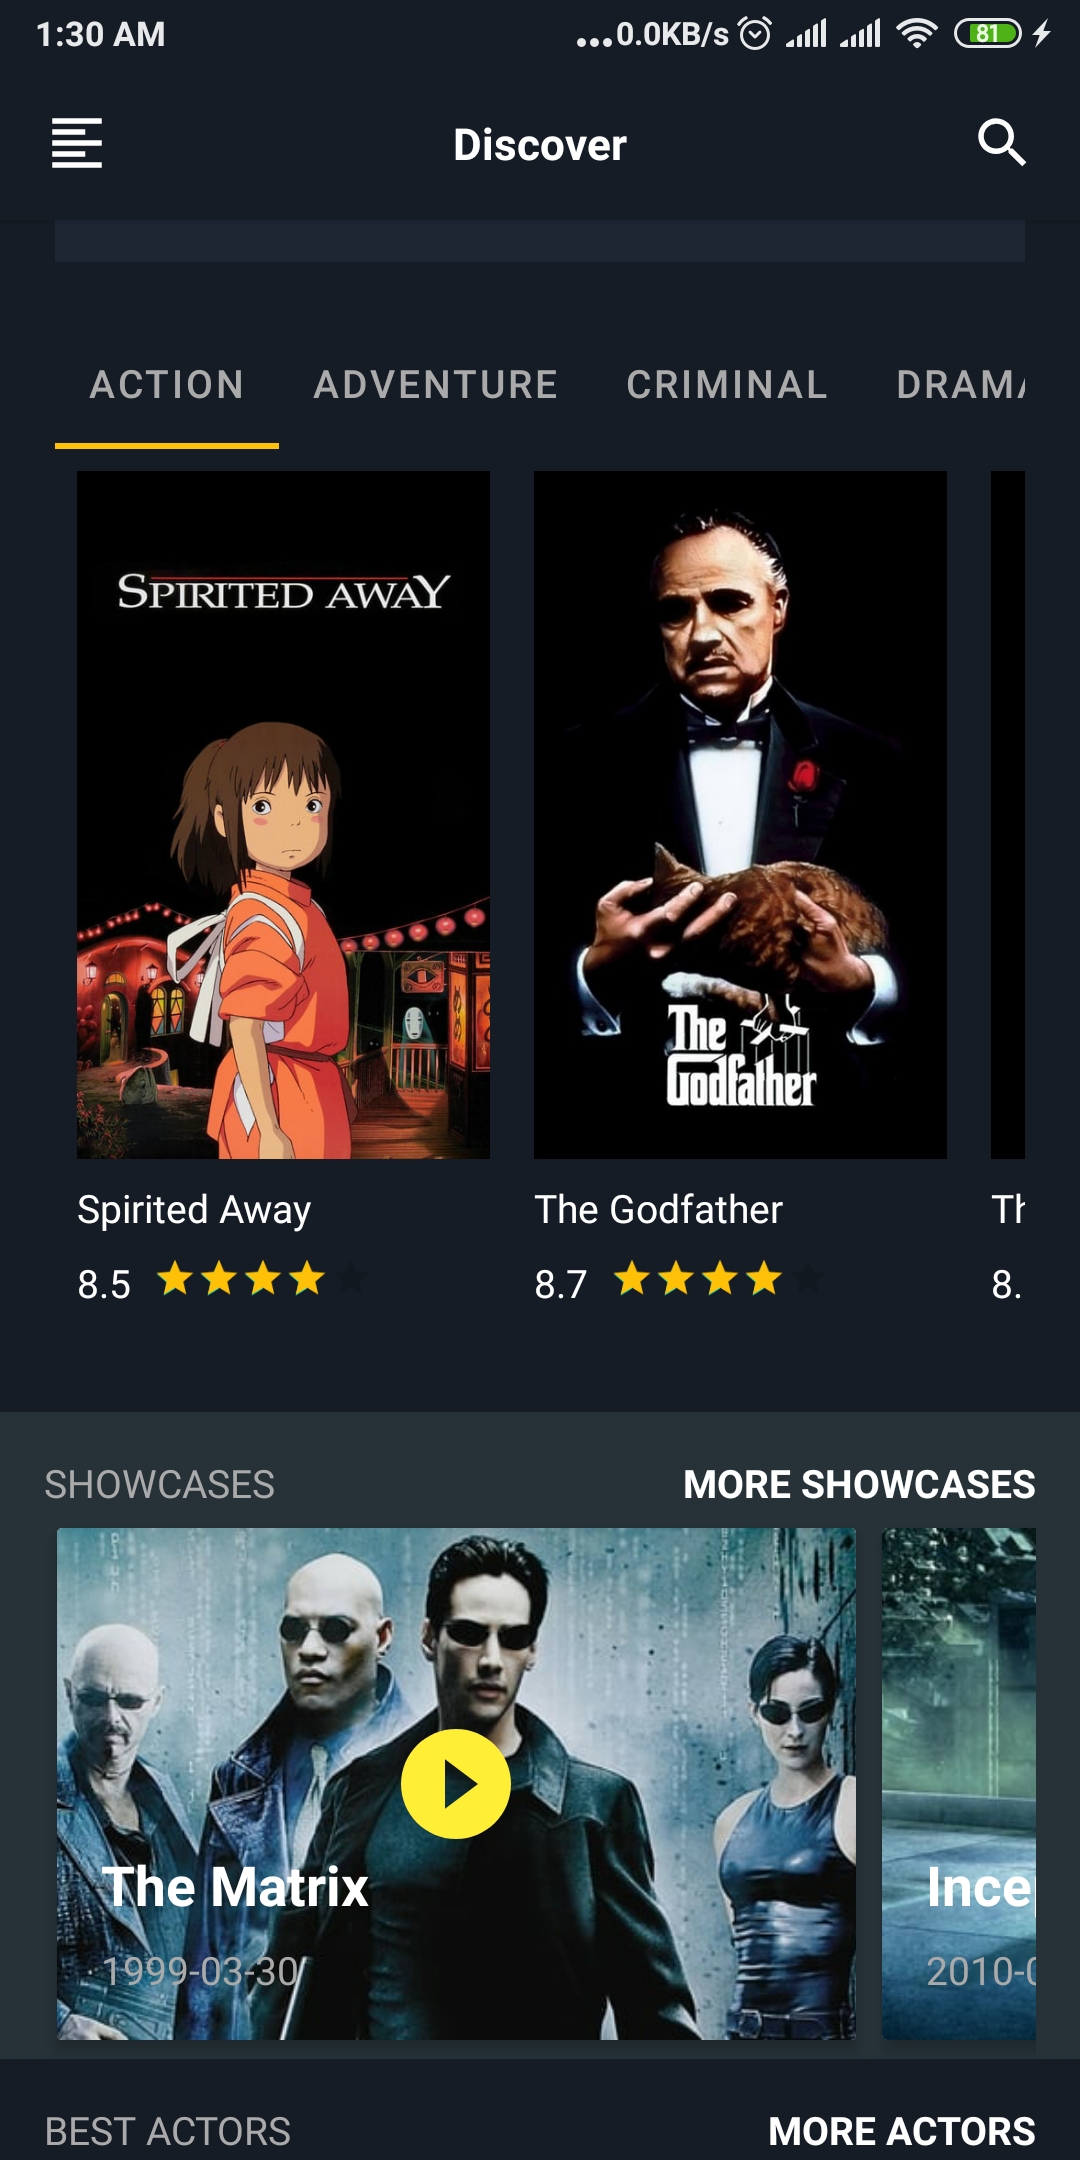 1:30 AM ...0.0KB/s 81
Discover
ACTION ADVENTURE CRIMINAL DRAMA
SPIRITED AWAY
The Godfather
Spirited Away The Godfather Th
8.5 8.7 8.
SHOWCASES MORE SHOWCASES
The Matrix Ince
1999-03-30 2010-0
BEST ACTORS MORE ACTORS